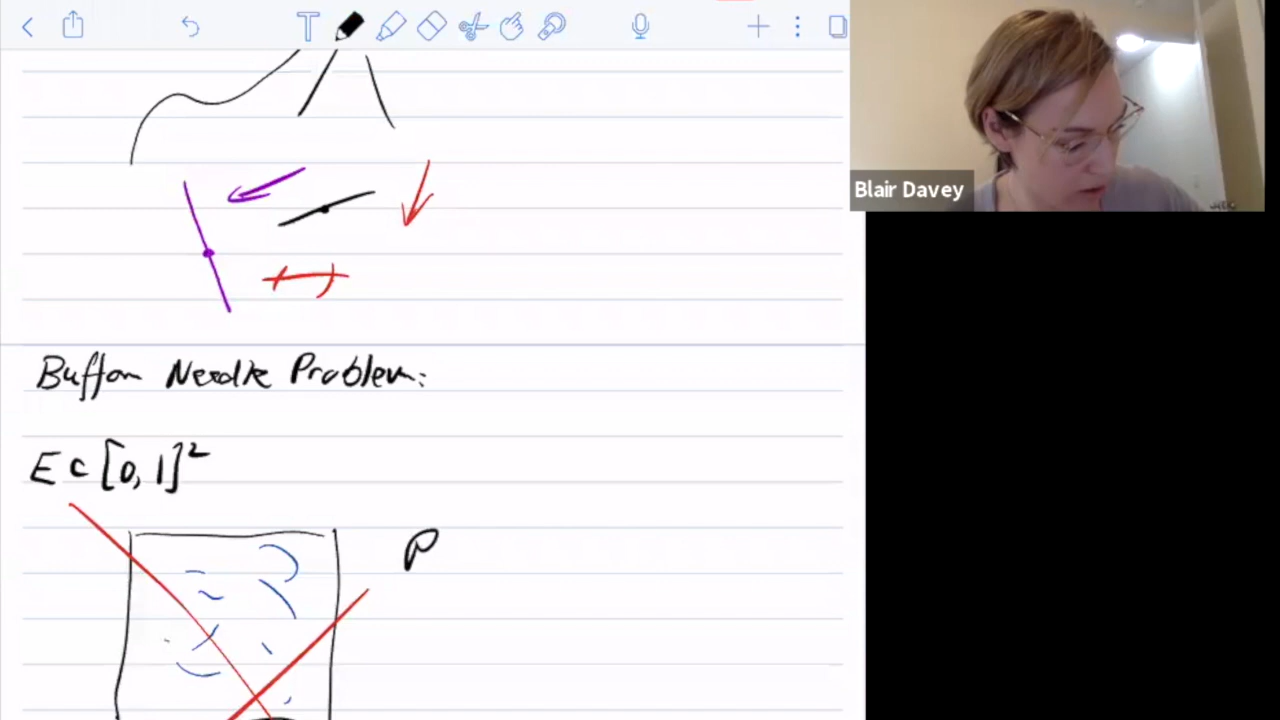 Blair Davey
Buffon Needle Problem:
E ⊂ [0, 1]²
P